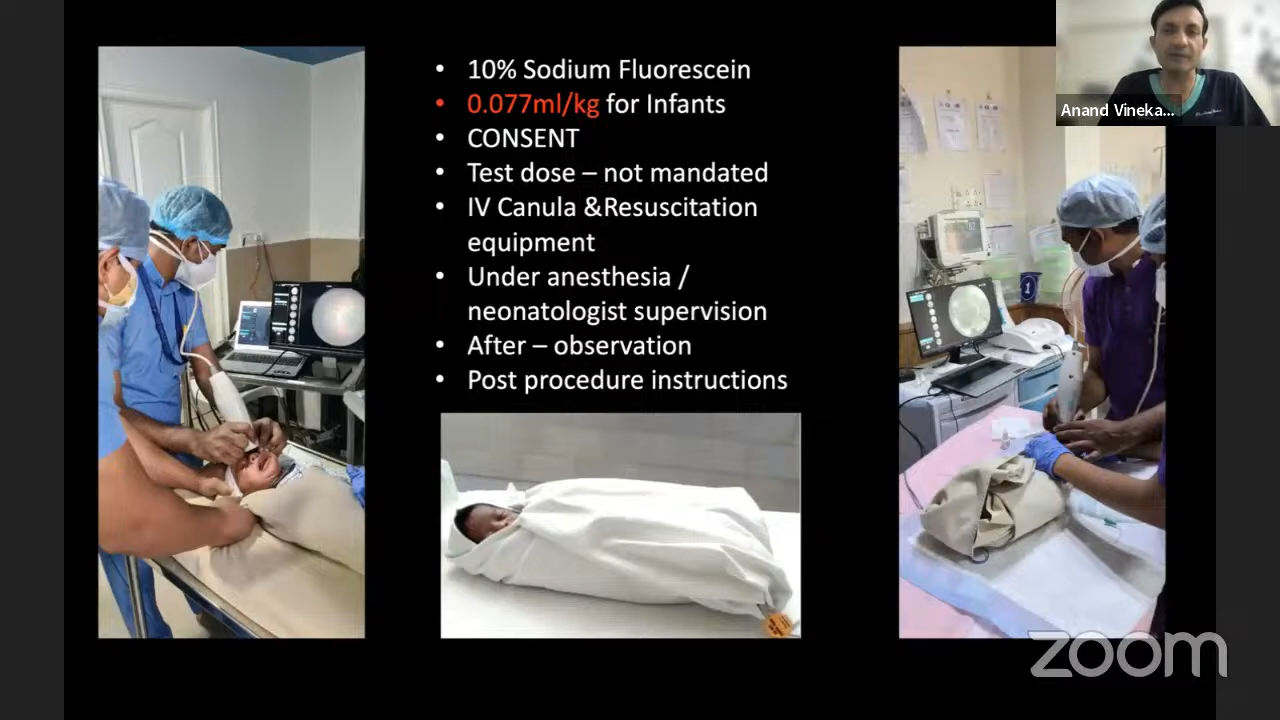 • 10% Sodium Fluorescein
• 0.077ml/kg for Infants
• CONSENT
• Test dose – not mandated
• IV Canula &Resuscitation
equipment
• Under anesthesia /
neonatologist supervision
• After – observation
• Post procedure instructions
Anand Vineka...
1
zoom